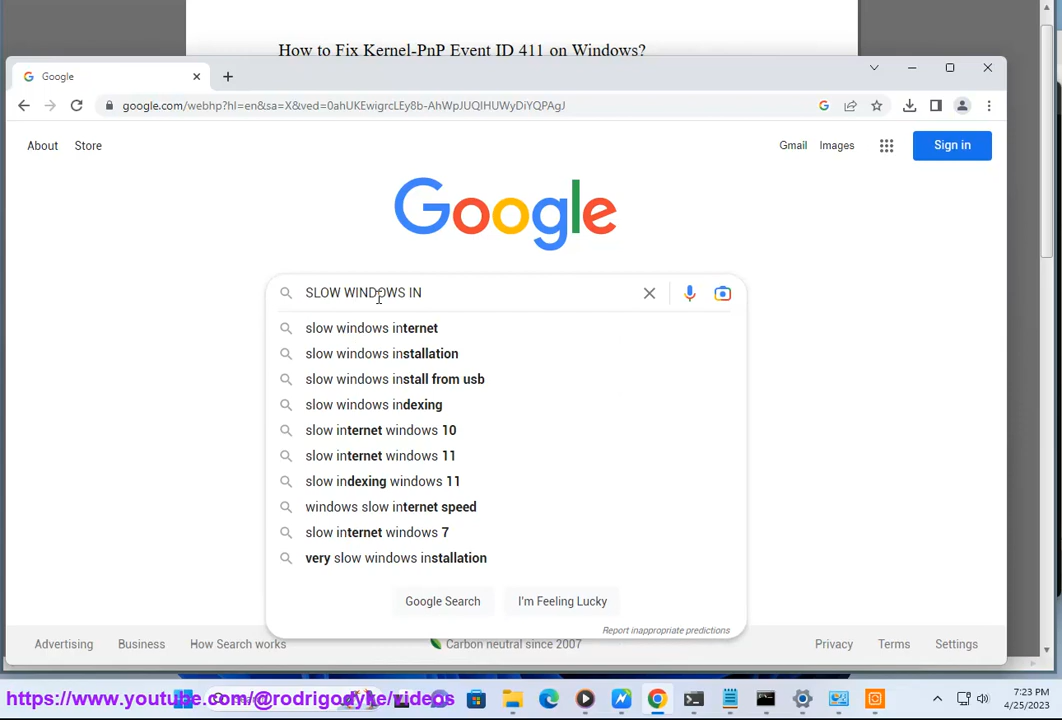 How to Fix Kernel-PnP Event ID 411 on Windows?
Google
google.com/webhp?hl=en&sa=X&ved=0ahUKEwigrcLEy8b-AhWpJUQIHUWyDiYQPAgJ
About Store Gmail Images Sign in
Google
SLOW WINDOWS IN
slow windows internet
slow windows installation
slow windows install from usb
slow windows indexing
slow internet windows 10
slow internet windows 11
slow indexing windows 11
windows slow internet speed
slow internet windows 7
very slow windows installation
Google Search I'm Feeling Lucky
Report inappropriate predictions
Advertising Business How Search works Carbon neutral since 2007 Privacy Terms Settings
https://www.youtube.com/@rodrigodyke/videos
7:23 PM
4/25/2023